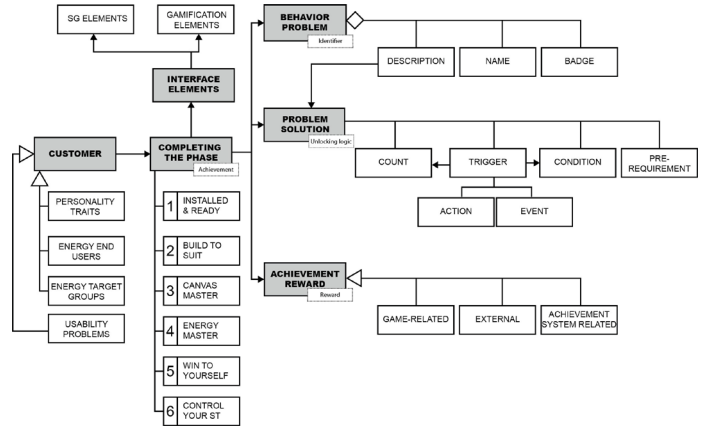 SG ELEMENTS
GAMIFICATION
ELEMENTS
INTERFACE
ELEMENTS
CUSTOMER
COMPLETING
THE PHASE
Achievement
PERSONALITY
TRAITS
ENERGY END
USERS
ENERGY TARGET
GROUPS
USABILITY
PROBLEMS
1 INSTALLED
& READY
2 BUILD TO
SUIT
3 CANVAS
MASTER
4 ENERGY
MASTER
5 WIN TO
YOURSELF
6 CONTROL
YOUR ST
BEHAVIOR
PROBLEM
Identifier
DESCRIPTION
NAME
BADGE
PROBLEM
SOLUTION
Unlocking logic
COUNT
TRIGGER
CONDITION
PRE-
REQUIREMENT
ACTION
EVENT
ACHIEVEMENT
REWARD
Reward
GAME-RELATED
EXTERNAL
ACHIEVEMENT
SYSTEM RELATED